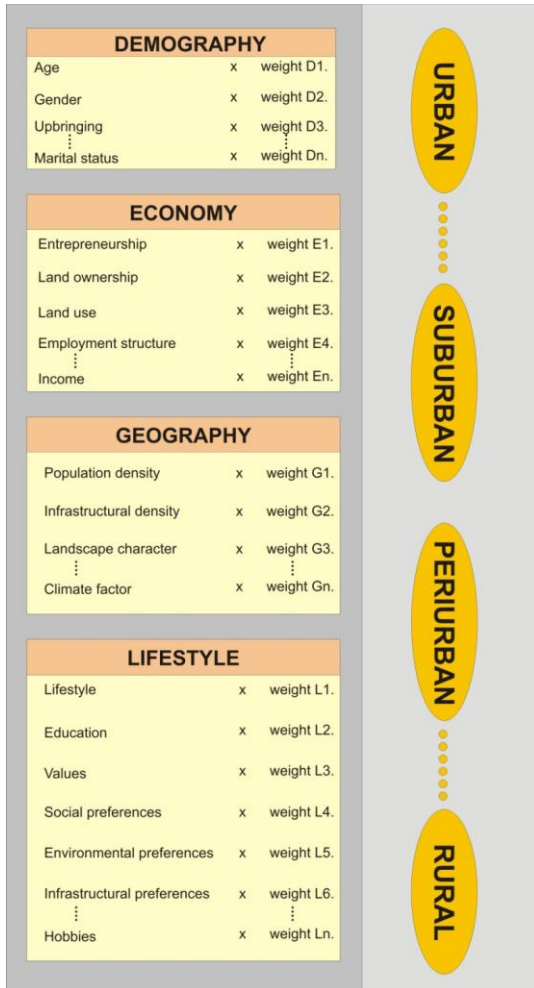 DEMOGRAPHY
Age x weight D1.
Gender x weight D2.
Upbringing x weight D3.
Marital status x weight Dn.
ECONOMY
Entrepreneurship x weight E1.
Land ownership x weight E2.
Land use x weight E3.
Employment structure x weight E4.
Income x weight En.
GEOGRAPHY
Population density x weight G1.
Infrastructural density x weight G2.
Landscape character x weight G3.
Climate factor x weight Gn.
LIFESTYLE
Lifestyle x weight L1.
Education x weight L2.
Values x weight L3.
Social preferences x weight L4.
Environmental preferences x weight L5.
Infrastructural preferences x weight L6.
Hobbies x weight Ln.
URBAN
SUBURBAN
PERIURBAN
RURAL